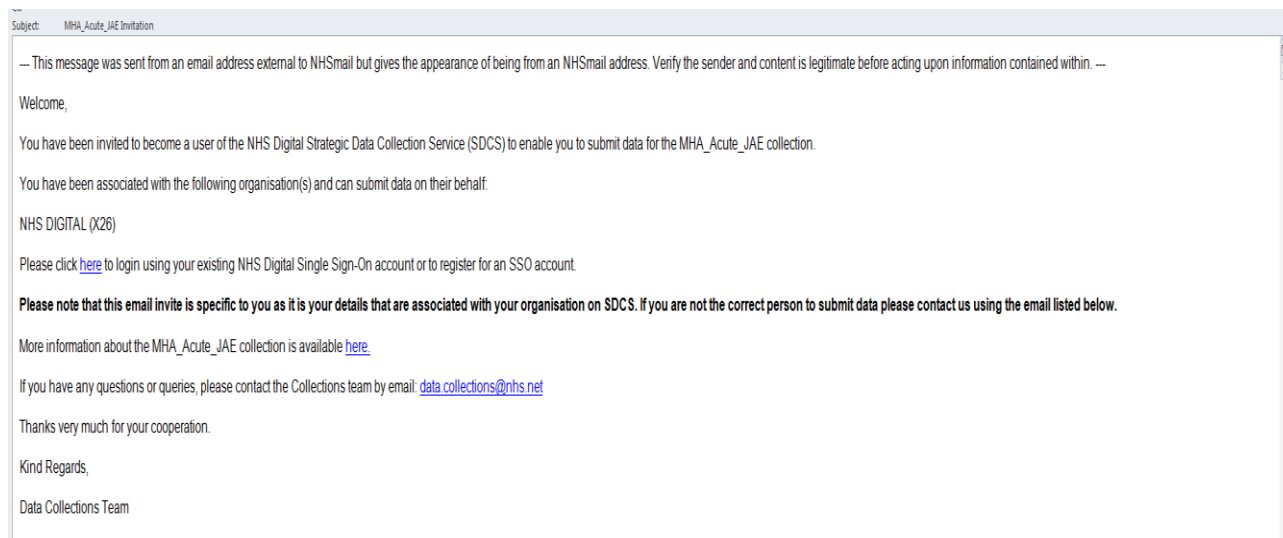 Subject: MHA_Acute_JAE Invitation
--- This message was sent from an email address external to NHSmail but gives the appearance of being from an NHSmail address. Verify the sender and content is legitimate before acting upon information contained within. ---
Welcome,
You have been invited to become a user of the NHS Digital Strategic Data Collection Service (SDCS) to enable you to submit data for the MHA_Acute_JAE collection.
You have been associated with the following organisation(s) and can submit data on their behalf:
NHS DIGITAL (X26)
Please click here to login using your existing NHS Digital Single Sign-On account or to register for an SSO account.
Please note that this email invite is specific to you as it is your details that are associated with your organisation on SDCS. If you are not the correct person to submit data please contact us using the email listed below.
More information about the MHA_Acute_JAE collection is available here.
If you have any questions or queries, please contact the Collections team by email: data.collections@nhs.net
Thanks very much for your cooperation.
Kind Regards,
Data Collections Team